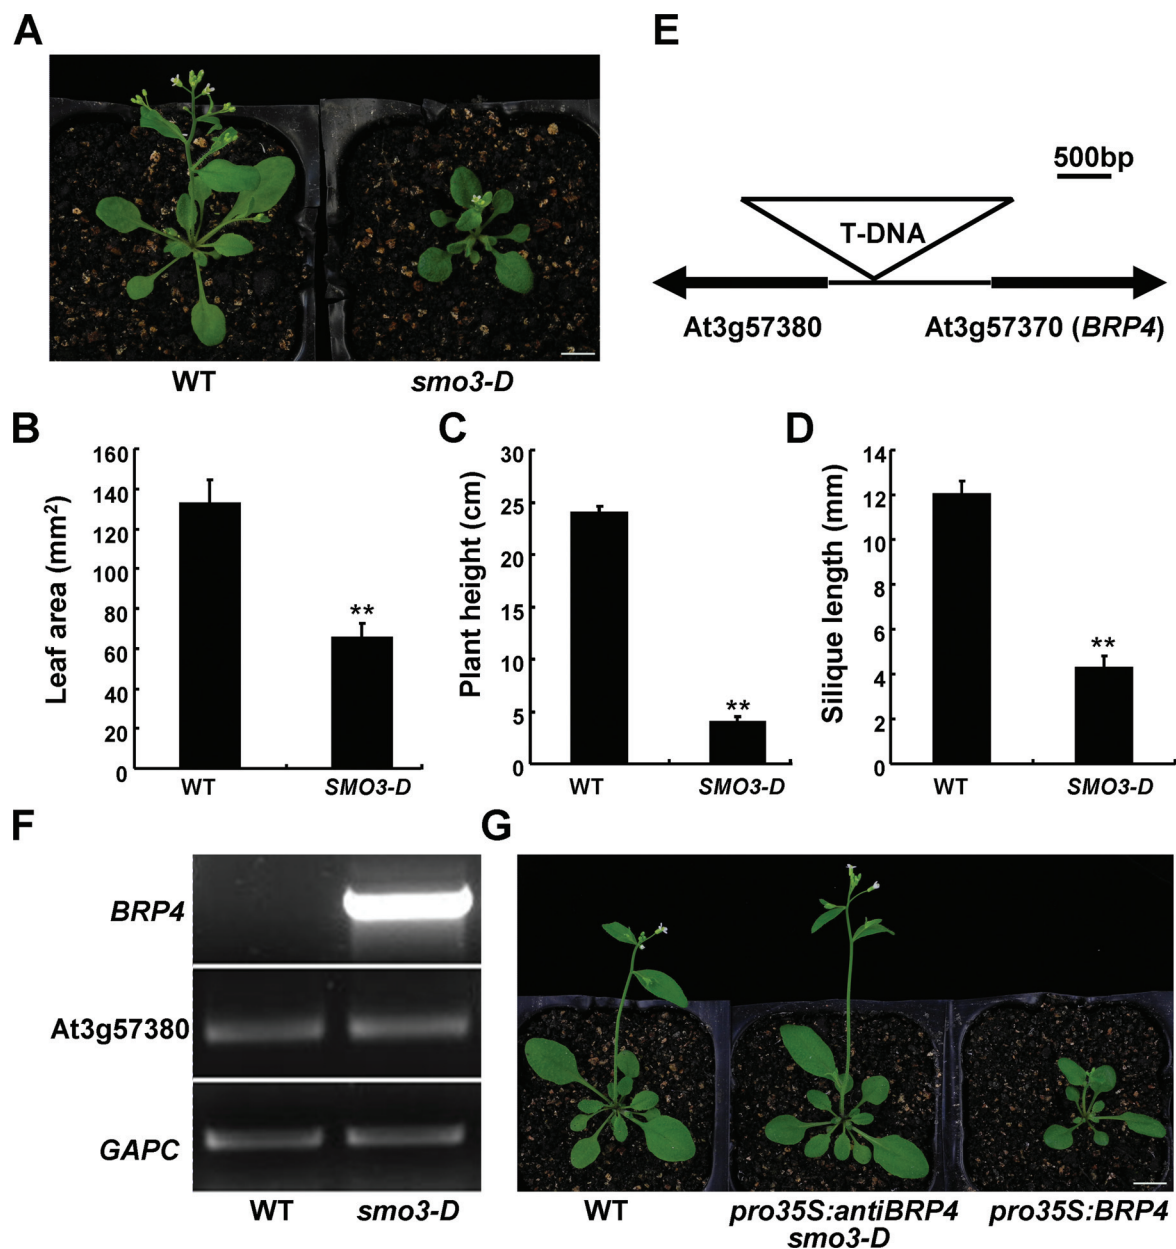 A
WT
smo3-D
E
500bp
T-DNA
At3g57380
At3g57370 (BRP4)
B
Leaf area (mm²)
160
140
120
100
80
60
40
20
0
**
WT
SMO3-D
C
Plant height (cm)
30
25
20
15
10
5
0
**
WT
SMO3-D
D
Silique length (mm)
14
12
10
8
6
4
2
0
**
WT
SMO3-D
F
BRP4
At3g57380
GAPC
WT
smo3-D
G
WT
pro35S:antiBRP4
smo3-D
pro35S:BRP4